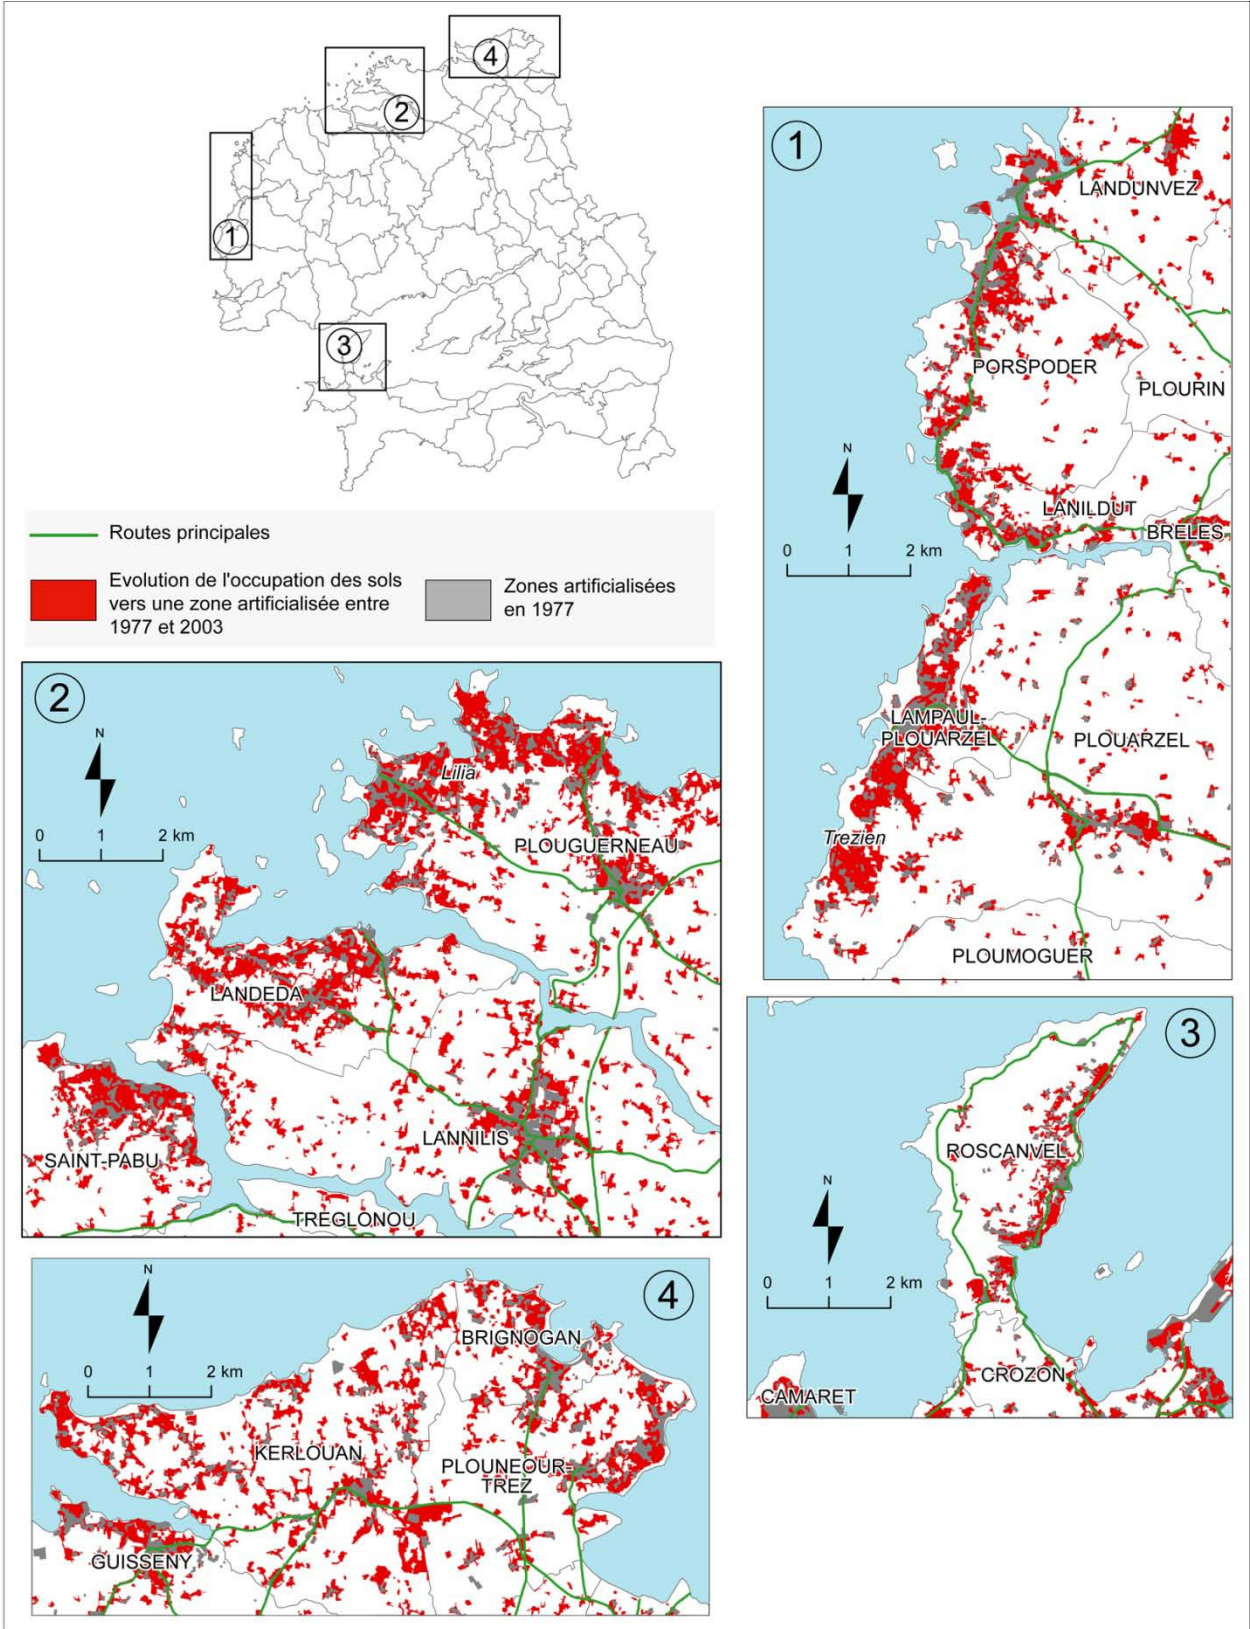 4
2
1
3
Routes principales
Evolution de l'occupation des sols
vers une zone artificialisée entre
1977 et 2003
Zones artificialisées
en 1977
1
LANDUNVEZ
PORSPODER
PLOURIN
N
LANILDUT
BRELES
0 1 2 km
LAMPAUL-
PLOUARZEL
PLOUARZEL
Trezien
PLOUMOGUER
2
N
0 1 2 km
Lilia
PLOUGUERNEAU
LANDEDA
LANNILIS
SAINT-PABU
TREGLONOU
3
ROSCANVEL
N
0 1 2 km
CROZON
CAMARET
4
N
0 1 2 km
BRIGNOGAN
KERLOUAN
PLOUNEOUR-
TREZ
GUISSENY